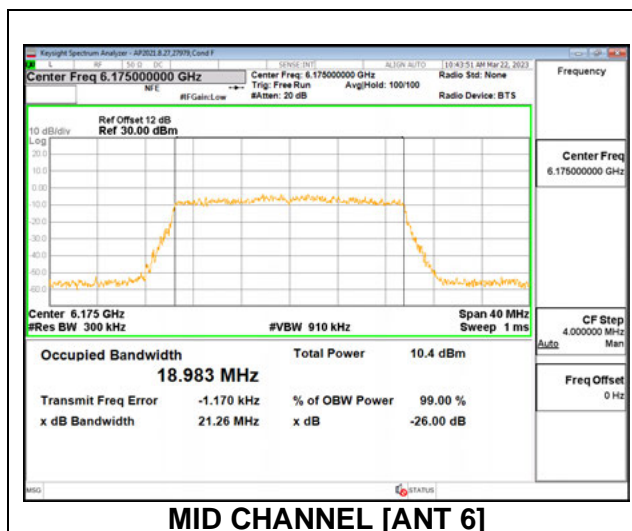 Keysight Spectrum Analyzer - AP2021.8.27,27979,Cond F
L RF 50 Ω DC SENSE:INT ALIGN AUTO 10:43:51 AM Mar 22, 2023
Center Freq 6.175000000 GHz
NFE
#IFGain:Low
Center Freq: 6.175000000 GHz
Trig: Free Run Avg|Hold: 100/100
#Atten: 20 dB
Radio Std: None
Radio Device: BTS
Frequency
Ref Offset 12 dB
10 dB/div Ref 30.00 dBm
Log
20.0
10.0
0.00
-10.0
-20.0
-30.0
-40.0
-50.0
-60.0
Center 6.175 GHz Span 40 MHz
#Res BW 300 kHz #VBW 910 kHz Sweep 1 ms
Center Freq
6.175000000 GHz
CF Step
4.000000 MHz
Auto Man
Freq Offset
0 Hz
Occupied Bandwidth Total Power 10.4 dBm
18.983 MHz
Transmit Freq Error -1.170 kHz % of OBW Power 99.00 %
x dB Bandwidth 21.26 MHz x dB -26.00 dB
MSG STATUS
MID CHANNEL [ANT 6]